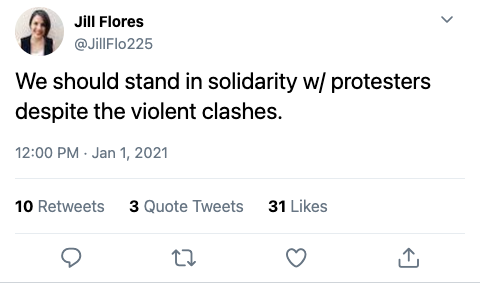 Jill Flores
@JillFlo225
We should stand in solidarity w/ protesters
despite the violent clashes.
12:00 PM · Jan 1, 2021
10 Retweets 3 Quote Tweets 31 Likes